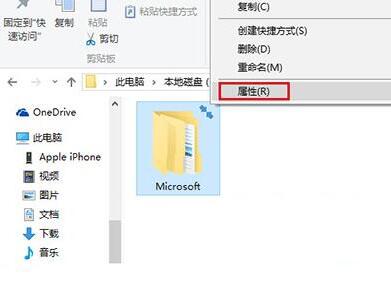 复制(C)
创建快捷方式(S)
删除(D)
重命名(M)
属性(R)
固定到“快
速访问”
复制
粘贴
粘贴快捷方式
剪切
剪贴板
此电脑
本地磁盘 (
OneDrive
此电脑
Apple iPhone
视频
图片
文档
下载
音乐
Microsoft